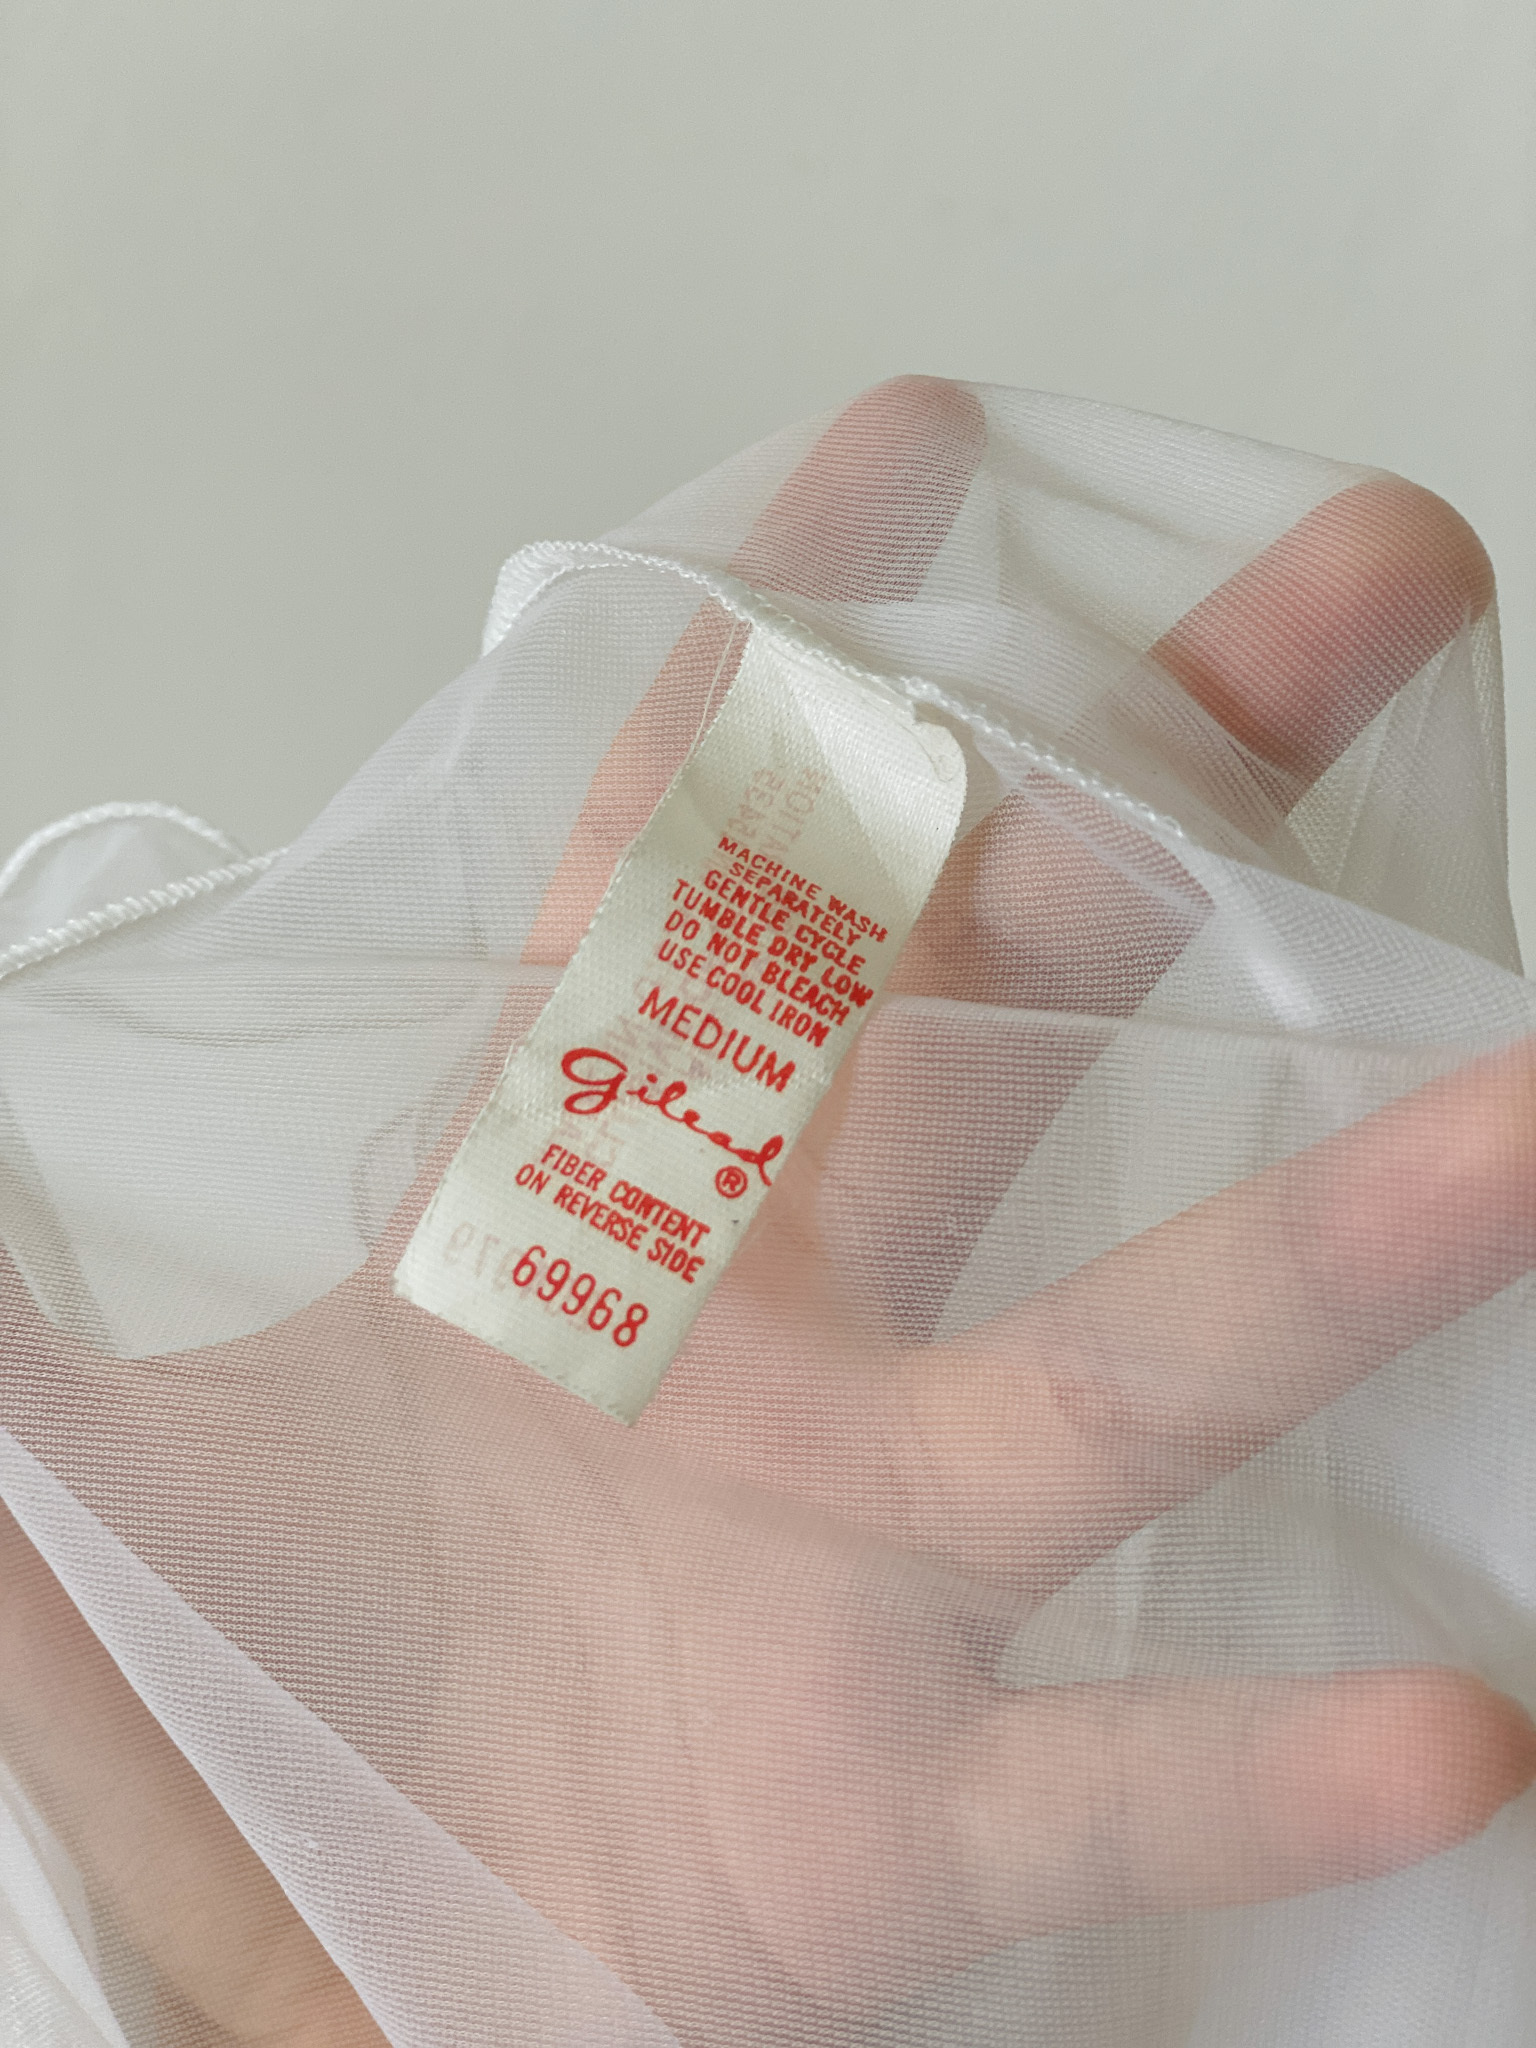 MACHINE WASH
SEPARATELY
GENTLE CYCLE
TUMBLE DRY LOW
DO NOT BLEACH
USE COOL IRON
MEDIUM
gilead
®
FIBER CONTENT
ON REVERSE SIDE
69968